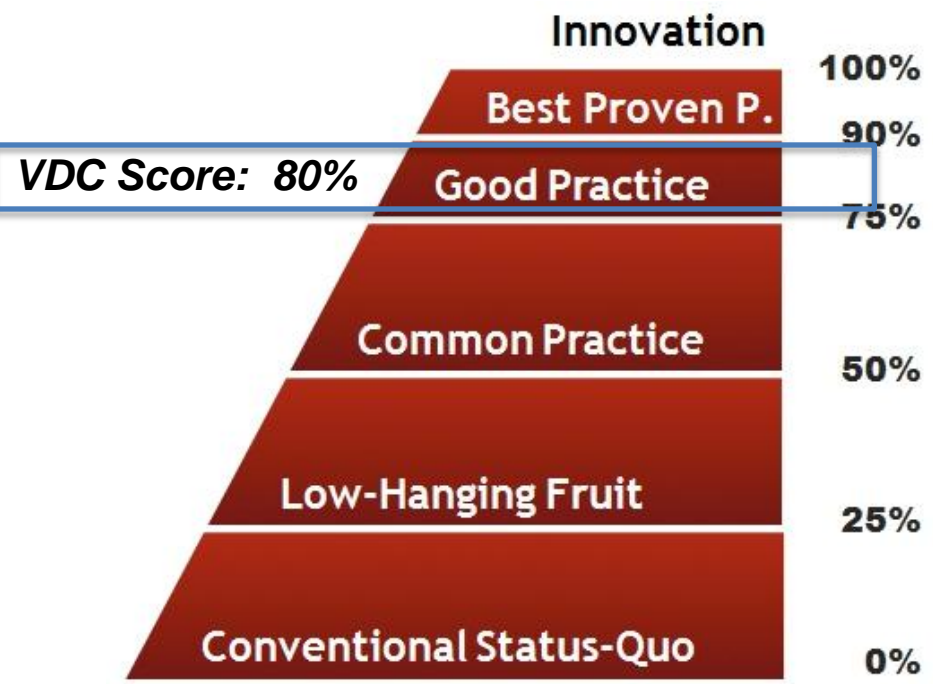 Innovation
100%
Best Proven P.
90%
VDC Score: 80%
Good Practice
75%
Common Practice
50%
Low-Hanging Fruit
25%
Conventional Status-Quo
0%